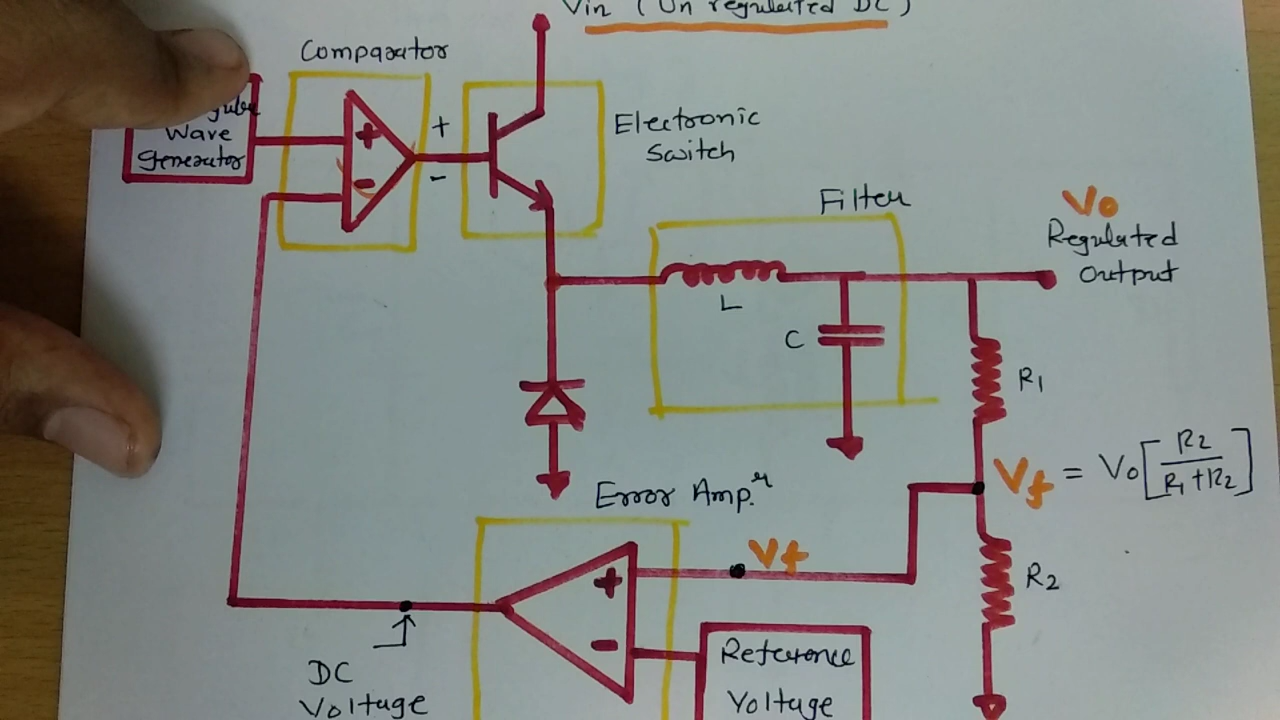 Vin (Un regulated DC)
Comparator
Wave
Generator
+
-
+
-
Electronic
Switch
Filter
L
C
Vo
Regulated
Output
R1
Vf = Vo[R2/R1+R2]
R2
Error Amp.r
Vf
+
-
DC
Voltage
Reference
Voltage